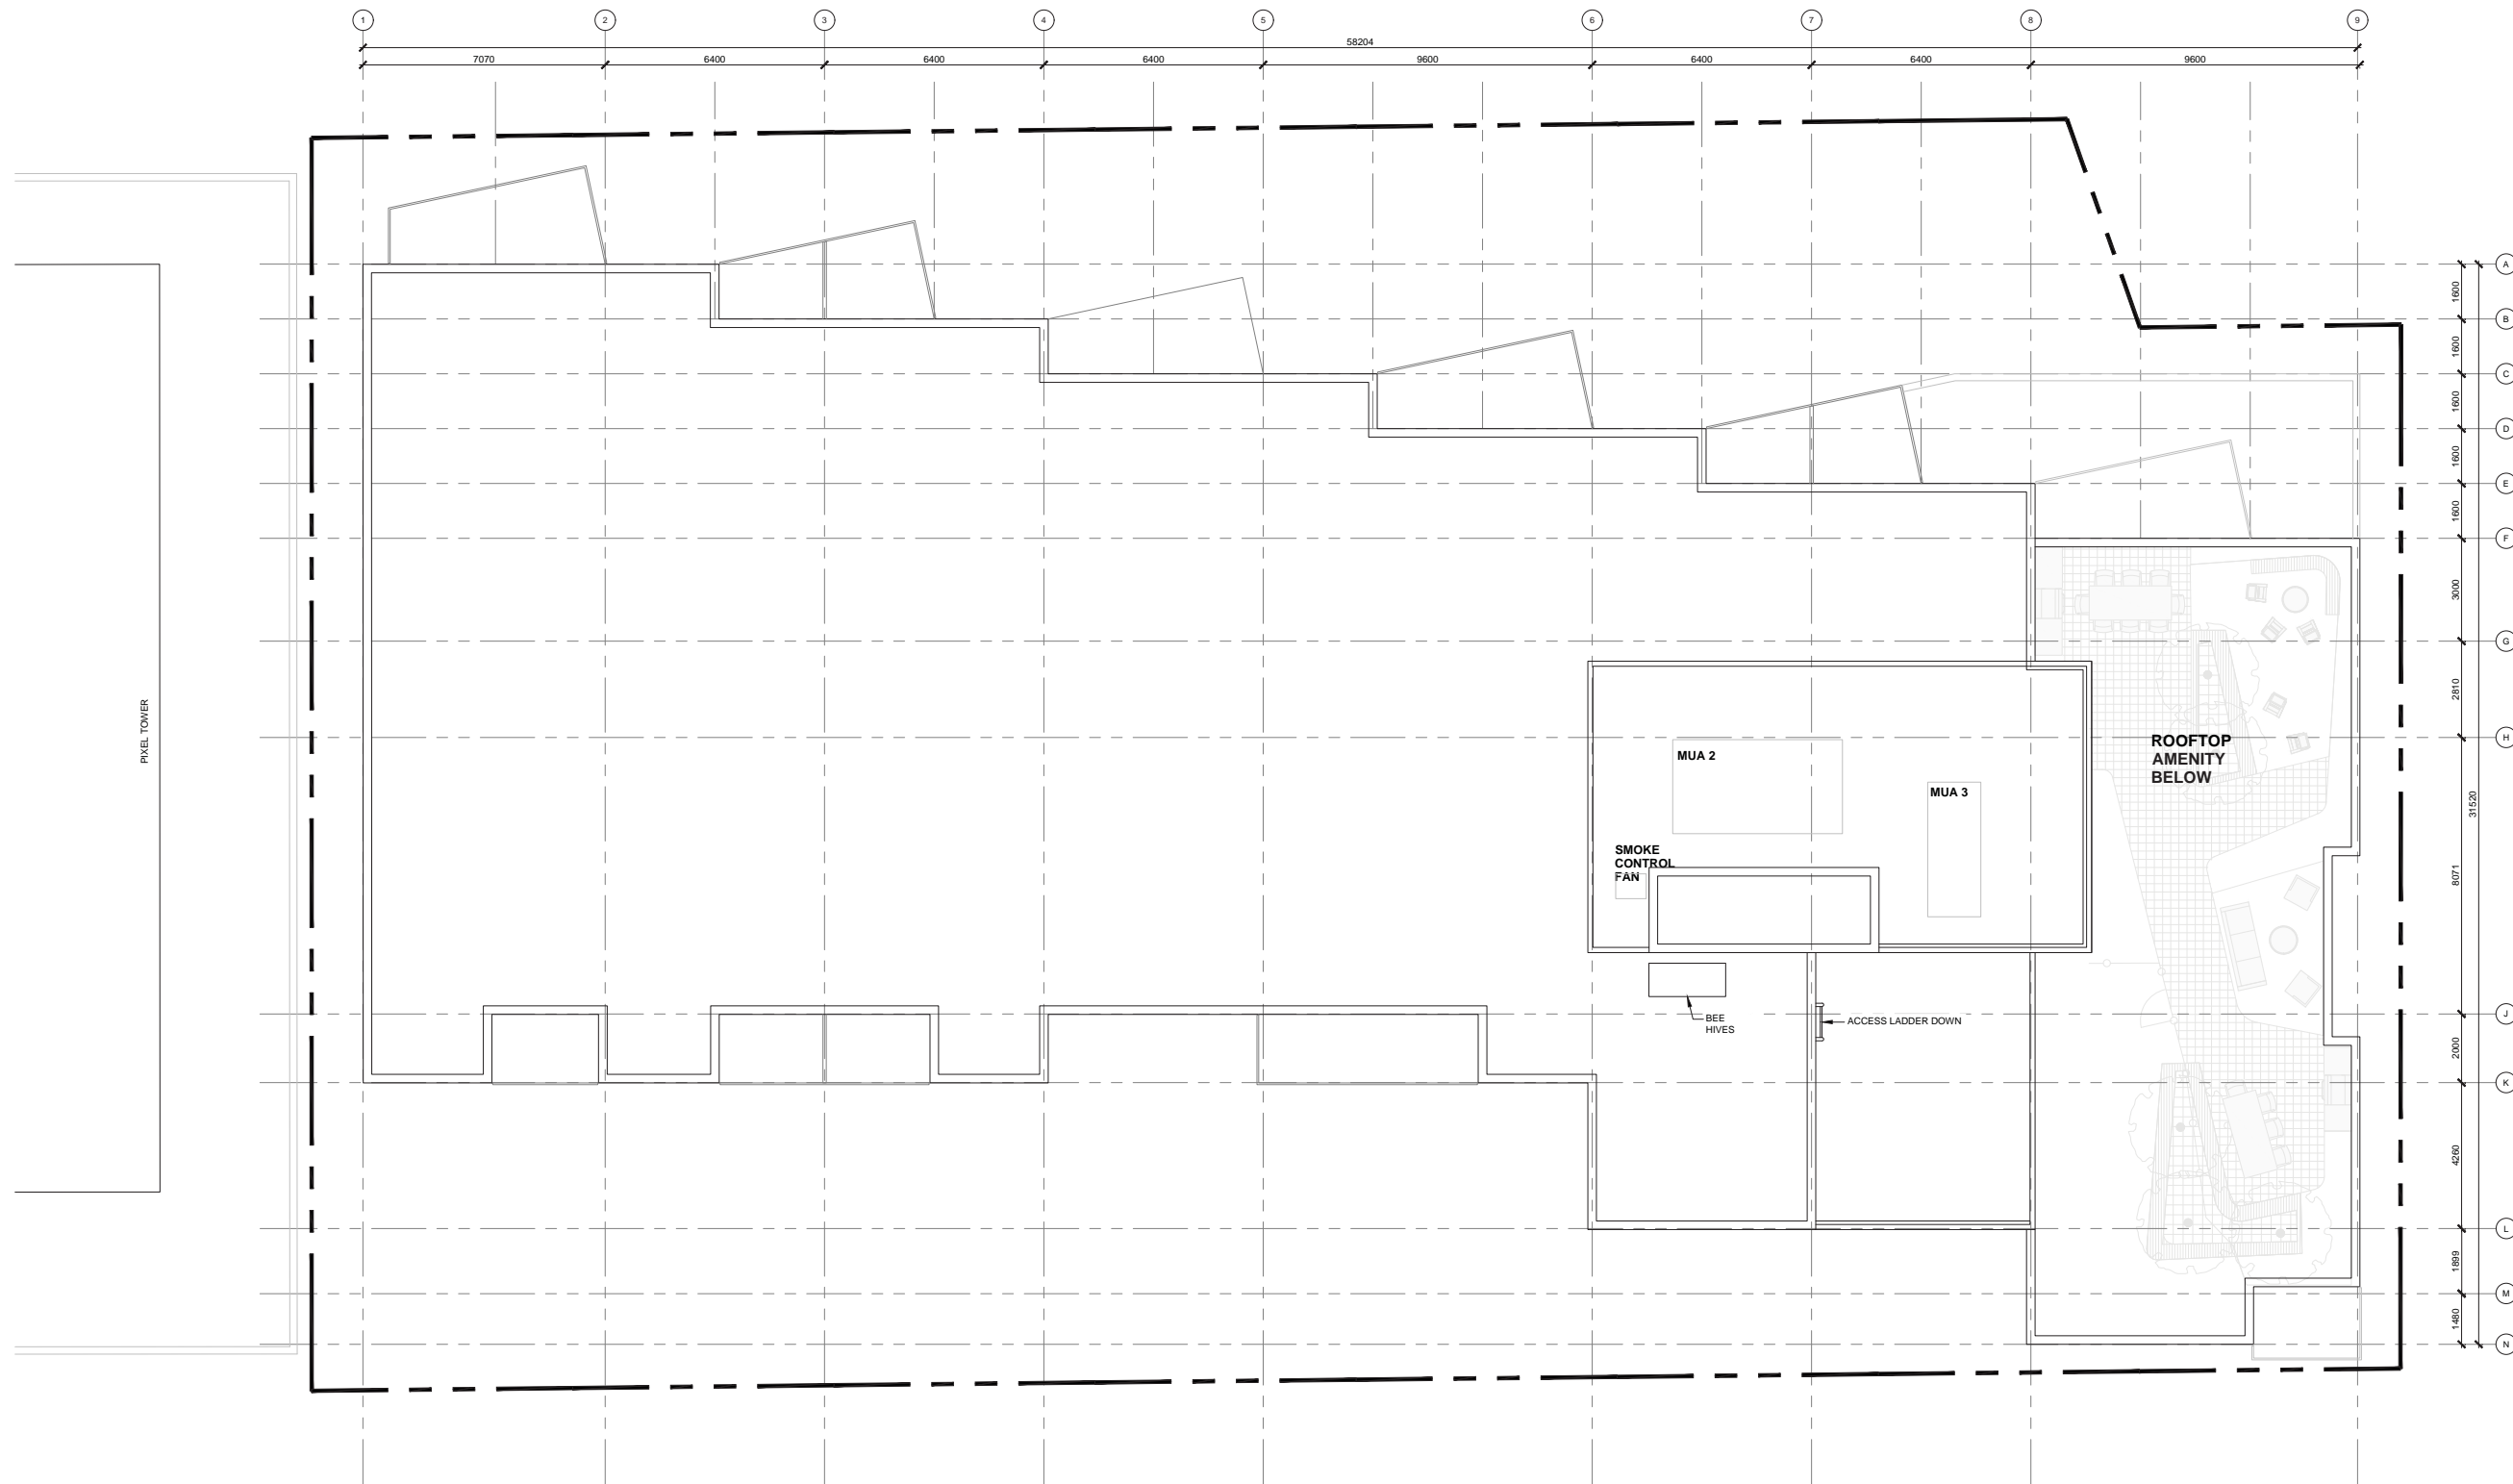 1
2
3
4
5
6
7
8
9
58204
7070
6400
6400
6400
9600
6400
6400
9600
A
1600
B
1600
C
1600
D
1600
E
1600
F
3000
G
2810
H
8071
31520
J
2000
K
4260
L
1899
M
1480
N
PIXEL TOWER
MUA 2
MUA 3
SMOKE
CONTROL
FAN
ROOFTOP
AMENITY
BELOW
BEE
HIVES
ACCESS LADDER DOWN